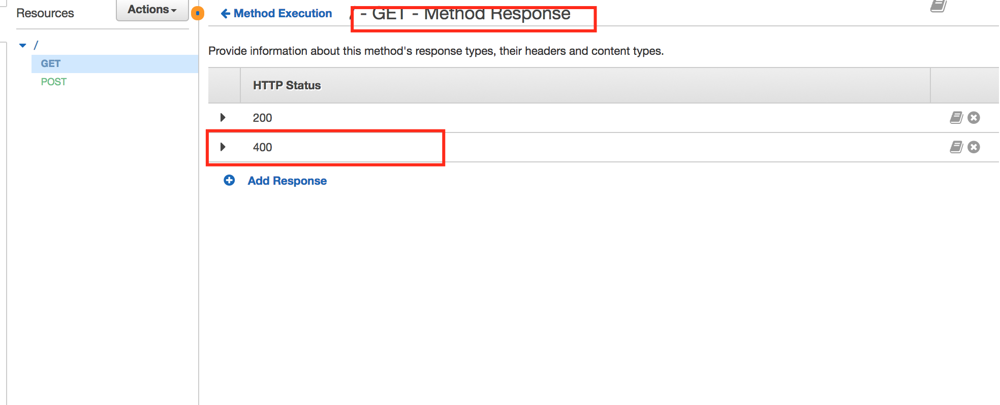 Resources
Actions
Method Execution
/ - GET - Method Response
/
GET
POST
Provide information about this method's response types, their headers and content types.
HTTP Status
200
400
Add Response